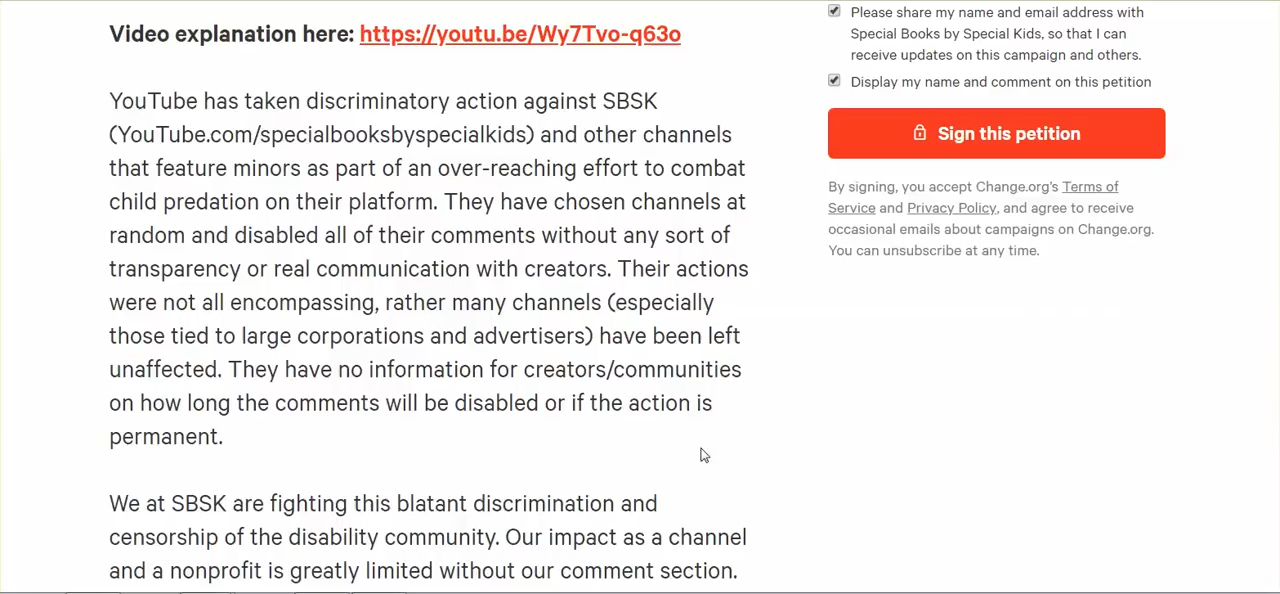 Video explanation here: https://youtu.be/Wy7Tvo-q63o
YouTube has taken discriminatory action against SBSK
(YouTube.com/specialbooksbyspecialkids) and other channels
that feature minors as part of an over-reaching effort to combat
child predation on their platform. They have chosen channels at
random and disabled all of their comments without any sort of
transparency or real communication with creators. Their actions
were not all encompassing, rather many channels (especially
those tied to large corporations and advertisers) have been left
unaffected. They have no information for creators/communities
on how long the comments will be disabled or if the action is
permanent.
We at SBSK are fighting this blatant discrimination and
censorship of the disability community. Our impact as a channel
and a nonprofit is greatly limited without our comment section.
Please share my name and email address with
Special Books by Special Kids, so that I can
receive updates on this campaign and others.
Display my name and comment on this petition
Sign this petition
By signing, you accept Change.org's Terms of
Service and Privacy Policy, and agree to receive
occasional emails about campaigns on Change.org.
You can unsubscribe at any time.